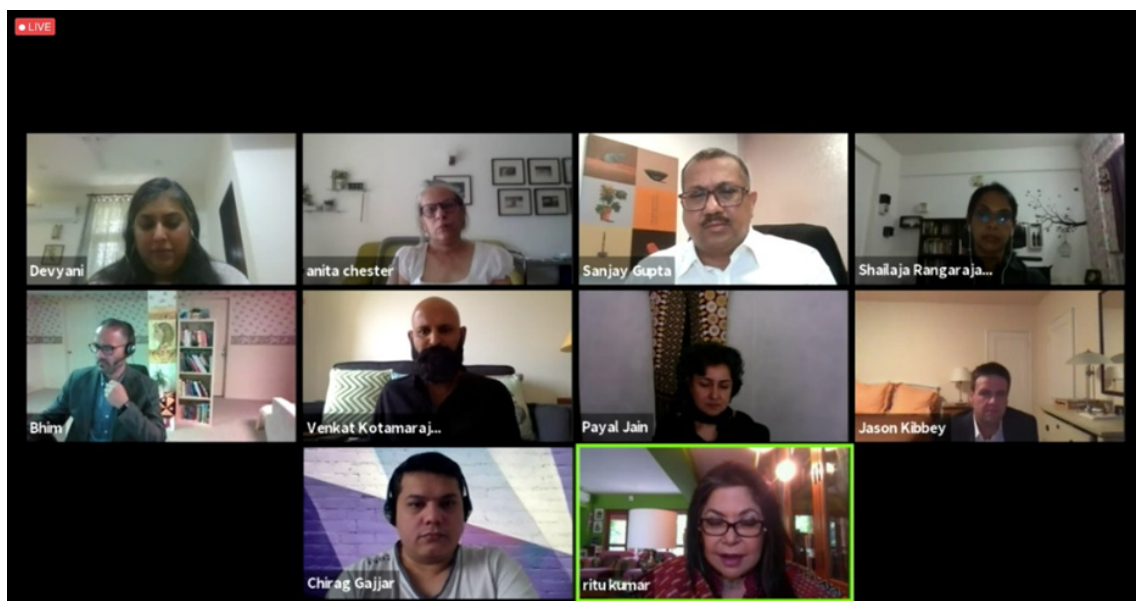 LIVE
Devyani
anita chester
Sanjay Gupta
Shailaja Rangaraja...
Bhim
Venkat Kotamaraj...
Payal Jain
Jason Kibbey
Chirag Gajjar
ritu kumar